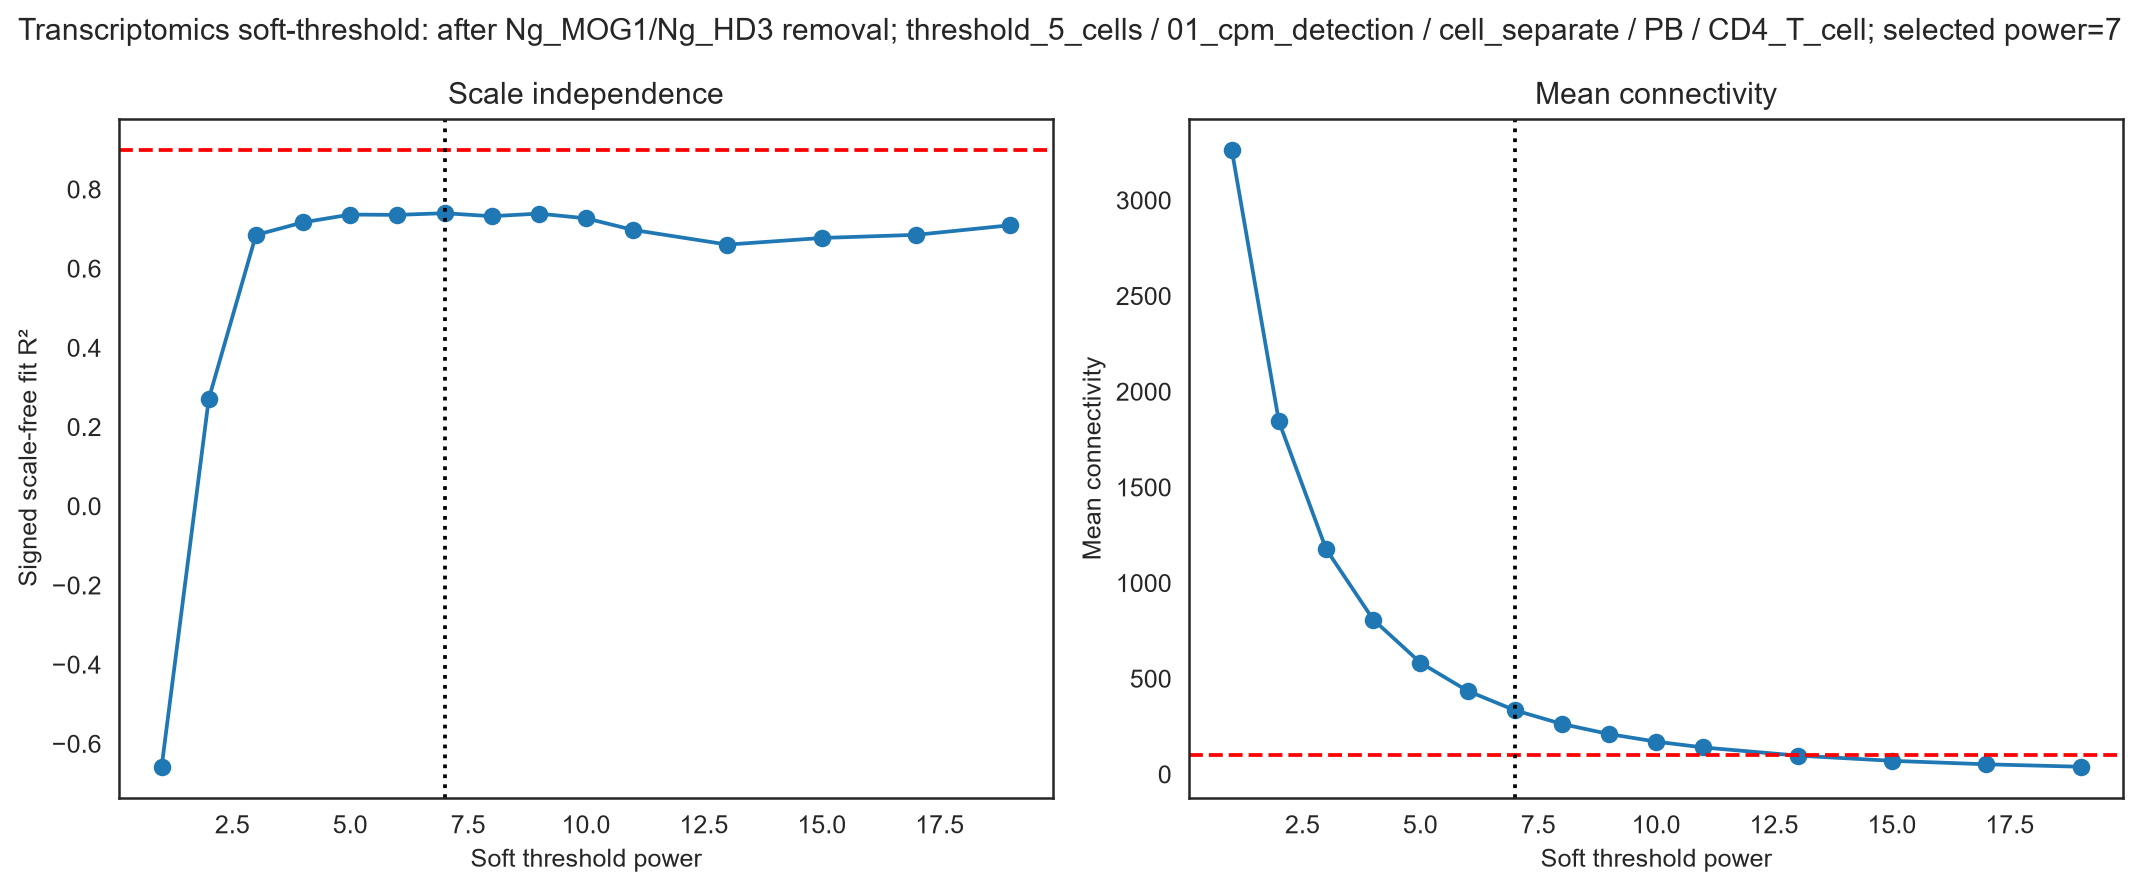 Transcriptomics soft-threshold: after Ng_MOG1/Ng_HD3 removal; threshold_5_cells / 01_cpm_detection / cell_separate / PB / CD4_T_cell; selected power=7
Scale independence
Signed scale-free fit R²
0.8
0.6
0.4
0.2
0.0
−0.2
−0.4
−0.6
2.5 5.0 7.5 10.0 12.5 15.0 17.5
Soft threshold power
Mean connectivity
Mean connectivity
3000
2500
2000
1500
1000
500
0
2.5 5.0 7.5 10.0 12.5 15.0 17.5
Soft threshold power